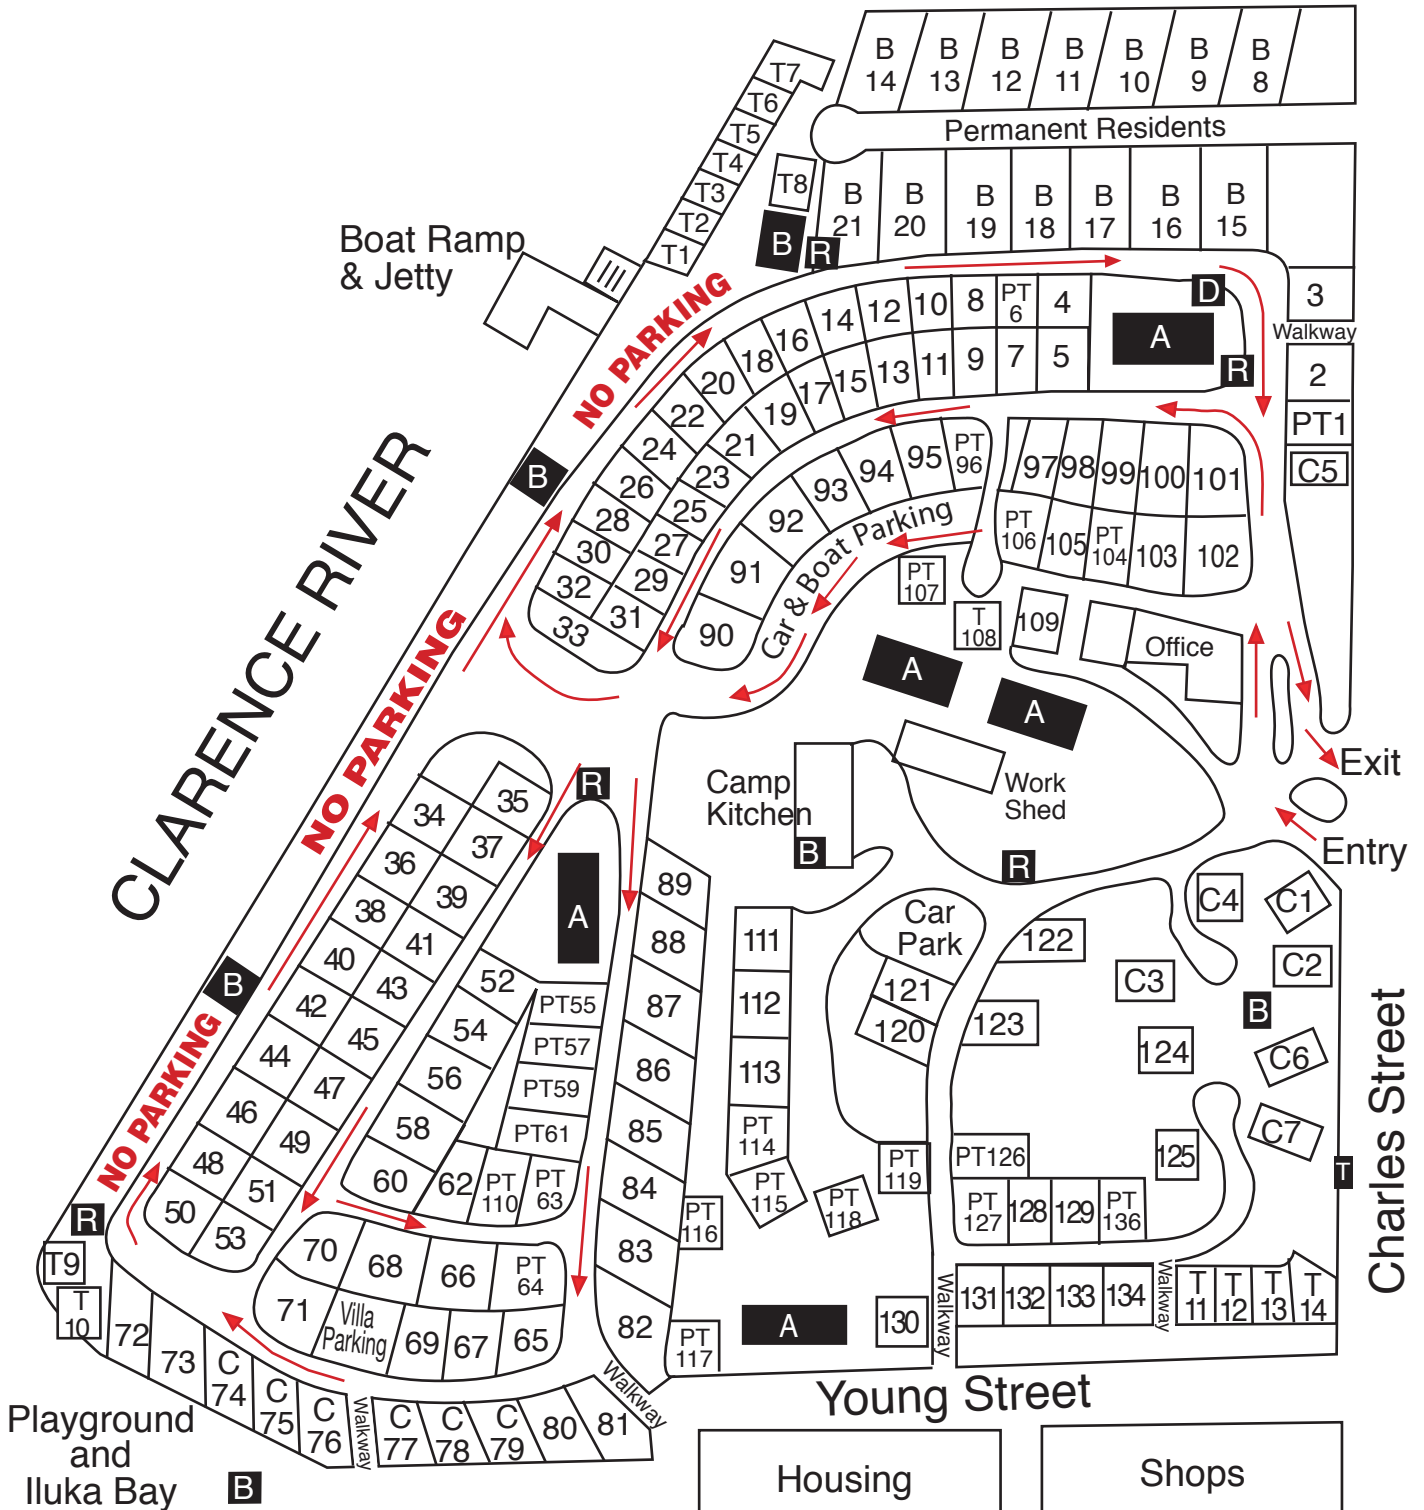 B
14
B
13
B
12
B
11
B
10
B
9
B
8
Permanent Residents
T7
T6
T5
T4
T3
T2
T1
T8
B
R
B
21
B
20
B
19
B
18
B
17
B
16
B
15
Boat Ramp
& Jetty
NO PARKING
D
A
R
3
Walkway
2
PT1
C5
4
PT
6
8
10
12
14
16
18
20
22
24
26
28
30
32
33
5
7
9
11
13
15
17
19
21
23
25
27
29
31
B
CLARENCE RIVER
NO PARKING
PT
96
95
94
93
92
91
90
Car & Boat Parking
97
98
99
100
101
PT
106
105
PT
104
103
102
PT
107
T
108
109
Office
A
A
Work
Shed
Camp
Kitchen
B
R
Exit
Entry
34
35
36
37
38
39
40
41
42
43
44
45
46
47
48
49
50
51
53
R
A
B
NO PARKING
52
54
56
58
60
62
PT55
PT57
PT59
PT61
PT
110
PT
63
89
88
87
86
85
84
83
82
111
112
113
PT
114
PT
115
PT
116
PT
117
PT
118
PT
119
Car
Park
121
120
122
123
124
125
C4
C1
C2
C3
B
C6
C7
T
Charles Street
PT126
PT
127
128
129
PT
136
130
A
Walkway
131
132
133
134
Walkway
T
11
T
12
T
13
T
14
R
T9
T
10
70
68
66
PT
64
71
Villa
Parking
69
67
65
72
73
C
74
C
75
C
76
Walkway
C
77
C
78
C
79
80
81
Walkway
Young Street
Playground
and
Iluka Bay
B
Housing
Shops